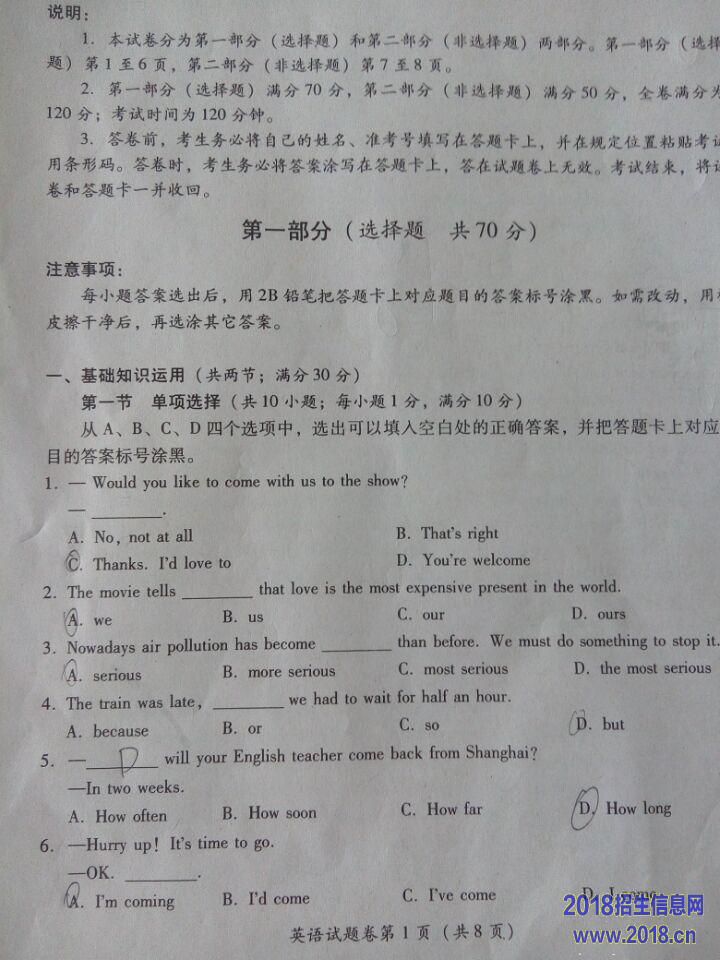 说明：
1. 本试卷分为第一部分（选择题）和第二部分（非选择题）两部分。第一部分（选择
题）第1至6页，第二部分（非选择题）第7至8页。
2. 第一部分（选择题）满分70分，第二部分（非选择题）满分50分，全卷满分为
120分；考试时间为120分钟。
3. 答卷前，考生务必将自己的姓名、准考号填写在答题卡上，并在规定位置粘贴考试
用条形码。答卷时，考生务必将答案涂写在答题卡上，答在试题卷上无效。考试结束，将试
卷和答题卡一并收回。
第一部分（选择题 共70分）
注意事项：
每小题答案选出后，用2B铅笔把答题卡上对应题目的答案标号涂黑。如需改动，用
皮擦干净后，再选涂其它答案。
一、基础知识运用（共两节；满分30分）
第一节 单项选择（共10小题；每小题1分，满分10分）
从A、B、C、D四个选项中，选出可以填入空白处的正确答案，并把答题卡上对应
目的答案标号涂黑。
1. — Would you like to come with us to the show?
— ________.
A. No, not at all B. That's right
C. Thanks. I'd love to D. You're welcome
2. The movie tells ________ that love is the most expensive present in the world.
A. we B. us C. our D. ours
3. Nowadays air pollution has become ________ than before. We must do something to stop it.
A. serious B. more serious C. most serious D. the most serious
4. The train was late, ________ we had to wait for half an hour.
A. because B. or C. so D. but
5. —___D___ will your English teacher come back from Shanghai?
—In two weeks.
A. How often B. How soon C. How far D. How long
6. —Hurry up! It's time to go.
—OK. ________.
A. I'm coming B. I'd come C. I've come D. I come
2018招生信息网
www.2018.cn
英语试题卷第1页（共8页）